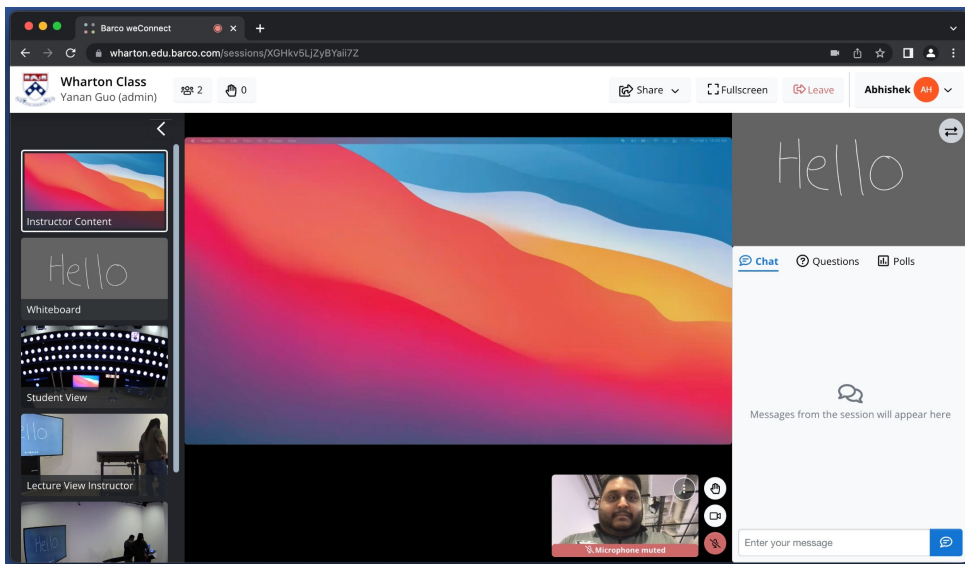 Barco weConnect
wharton.edu.barco.com/sessions/XGHkv5LjZyBYaii7Z
Wharton Class
Yanan Guo (admin)
2
0
Share
Fullscreen
Leave
Abhishek AH
Instructor Content
Hello
Whiteboard
Student View
Hello
Lecture View Instructor
Hello
Microphone muted
Hello
Chat
Questions
Polls
Messages from the session will appear here
Enter your message